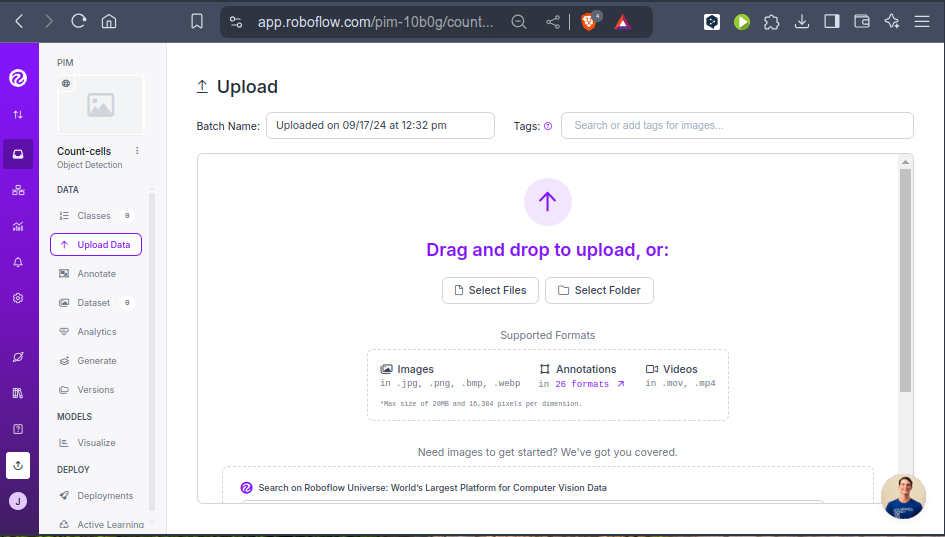 app.roboflow.com/pim-10b0g/count...
4
PIM
Count-cells
Object Detection
DATA
Classes 0
Upload Data
Annotate
Dataset 0
Analytics
Generate
Versions
MODELS
Visualize
DEPLOY
Deployments
Active Learning
J
Upload
Batch Name: Uploaded on 09/17/24 at 12:32 pm Tags: Search or add tags for images...
Drag and drop to upload, or:
Select Files Select Folder
Supported Formats
Images Annotations Videos
in .jpg, .png, .bmp, .webp in 26 formats in .mov, .mp4
*Max size of 20MB and 16,384 pixels per dimension.
Need images to get started? We've got you covered.
Search on Roboflow Universe: World's Largest Platform for Computer Vision Data